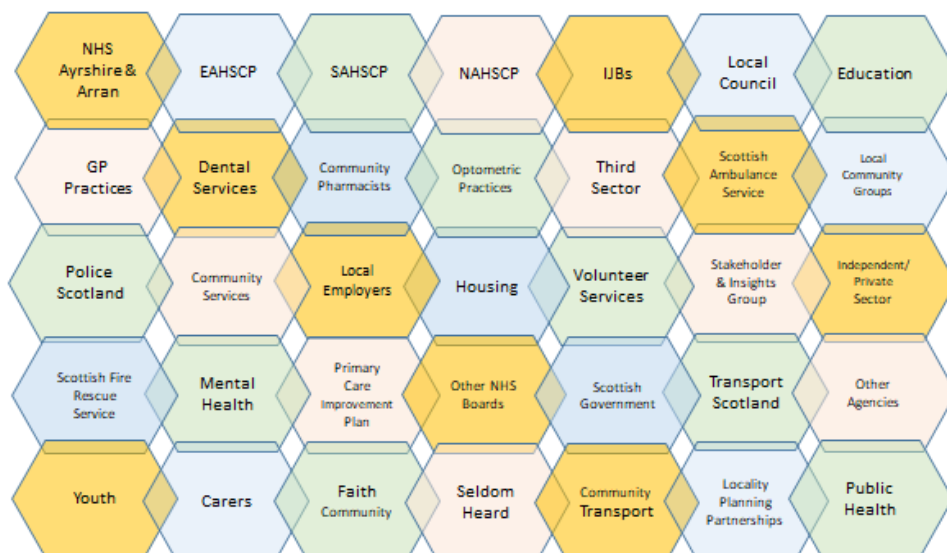 NHS
Ayrshire &
Arran
EAHSCP
SAHSCP
NAHSCP
IJBs
Local
Council
Education
GP
Practices
Dental
Services
Community
Pharmacists
Optometric
Practices
Third
Sector
Scottish
Ambulance
Service
Local
Community
Groups
Police
Scotland
Community
Services
Local
Employers
Housing
Volunteer
Services
Stakeholder
& Insights
Group
Independent/
Private
Sector
Scottish Fire
Rescue
Service
Mental
Health
Primary
Care
Improvement
Plan
Other NHS
Boards
Scottish
Government
Transport
Scotland
Other
Agencies
Youth
Carers
Faith
Community
Seldom
Heard
Community
Transport
Locality
Planning
Partnerships
Public
Health